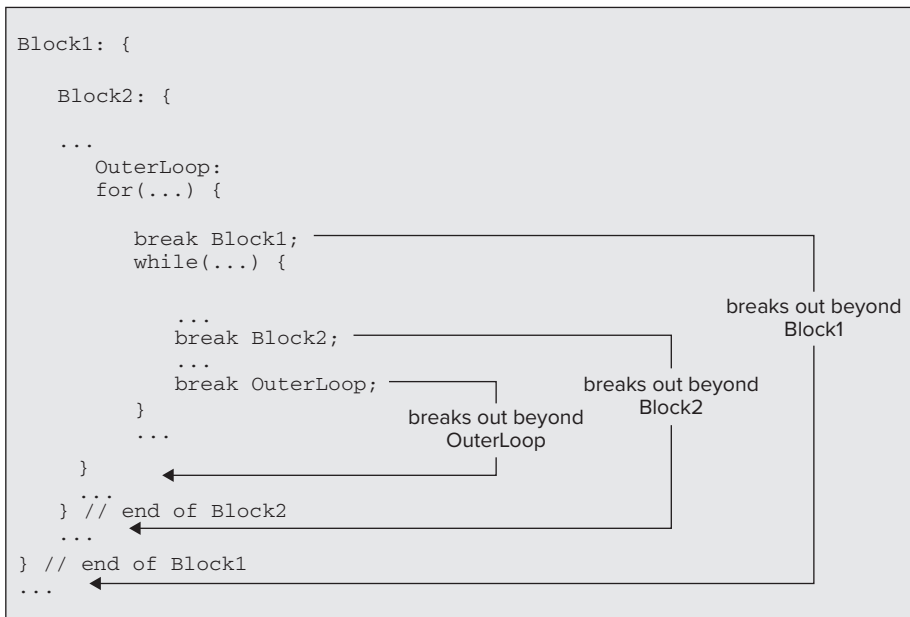 Block1: {
Block2: {
...
OuterLoop:
for(...) {
break Block1;
while(...) {
breaks out beyond
Block1
...
break Block2;
...
break OuterLoop;
breaks out beyond
Block2
}
breaks out beyond
OuterLoop
...
}
...
} // end of Block2
...
} // end of Block1
...